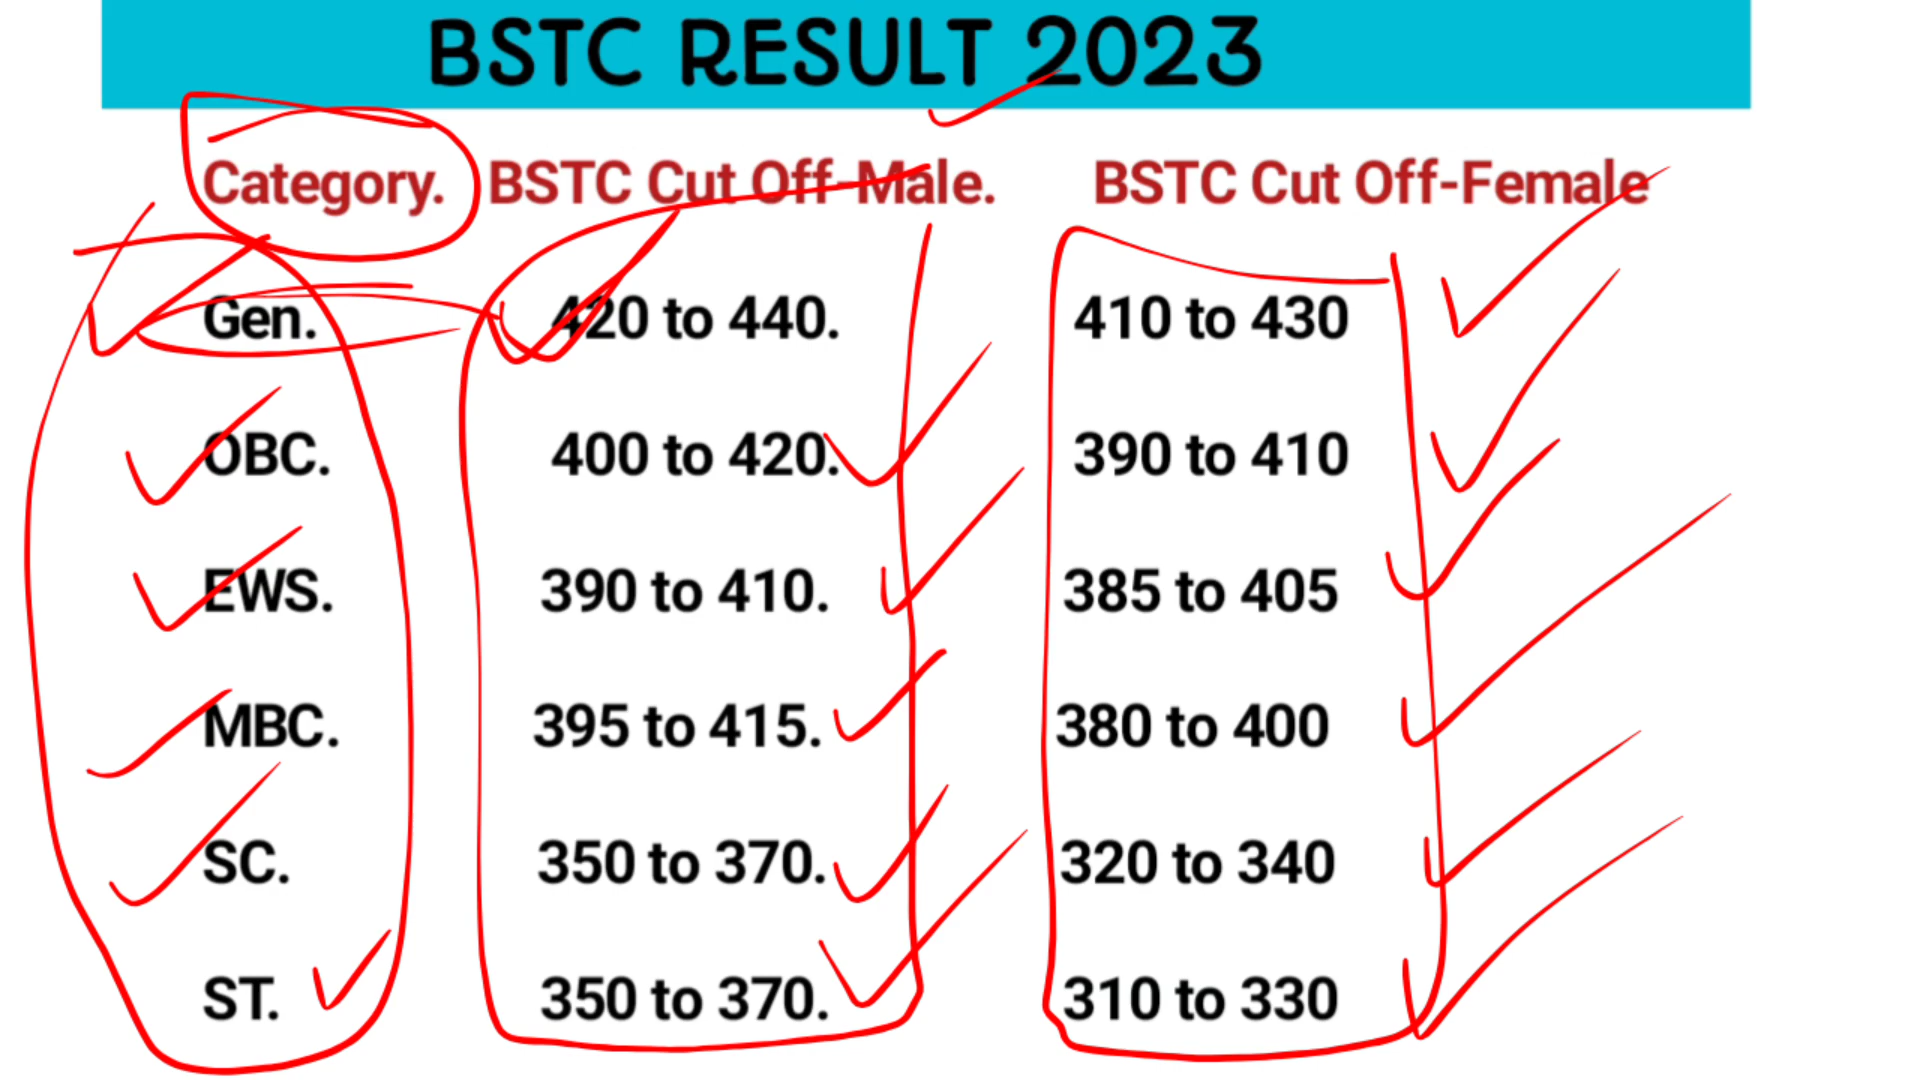 BSTC RESULT 2023
Category. BSTC Cut Off-Male. BSTC Cut Off-Female
Gen. 420 to 440. 410 to 430
OBC. 400 to 420. 390 to 410
EWS. 390 to 410. 385 to 405
MBC. 395 to 415. 380 to 400
SC. 350 to 370. 320 to 340
ST. 350 to 370. 310 to 330